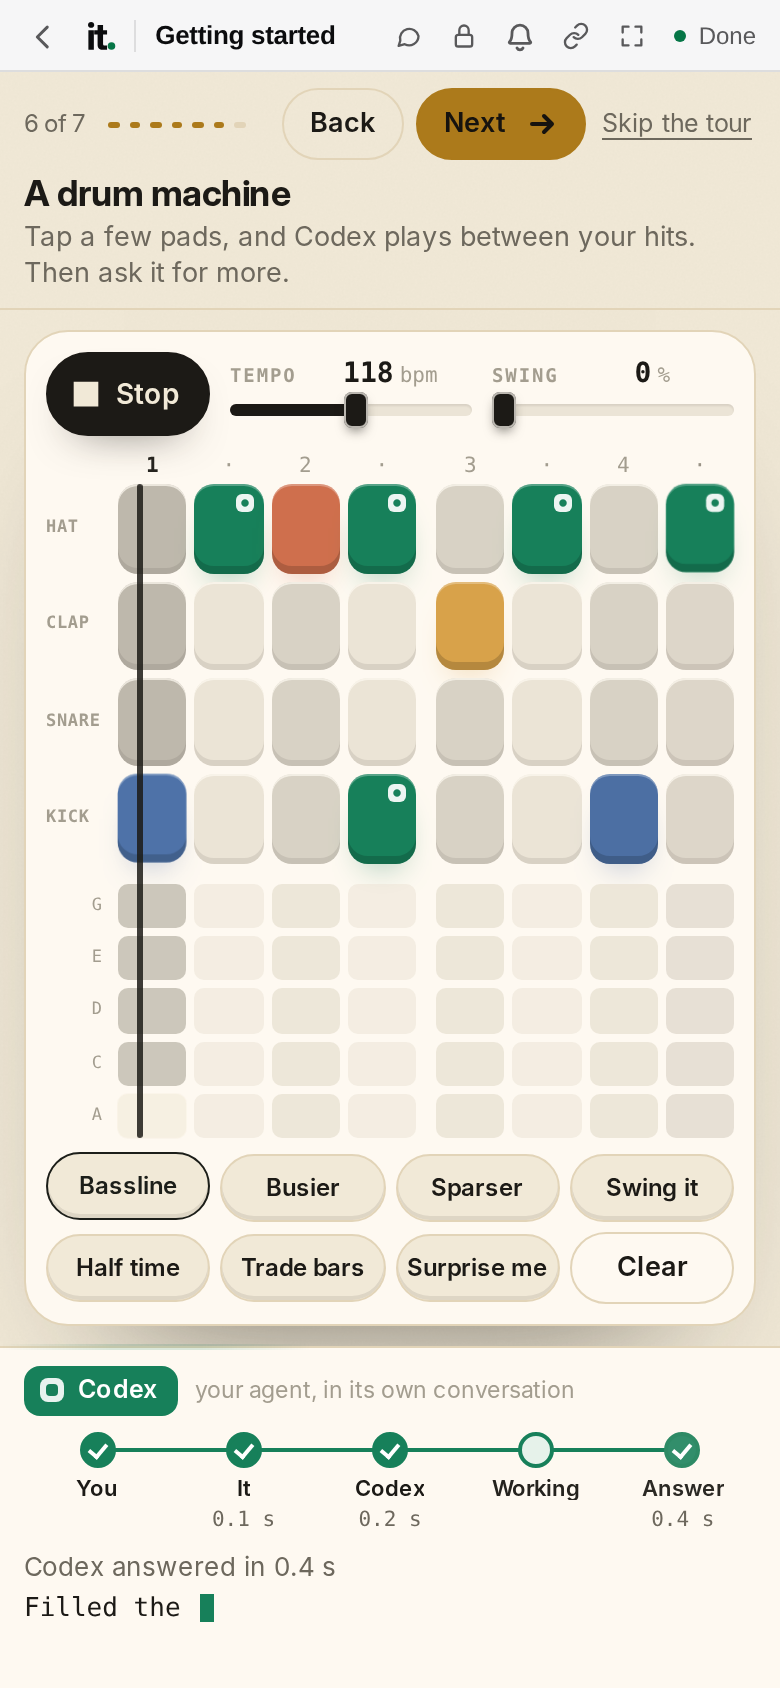 it. Getting started Done
6 of 7 Back Next Skip the tour
A drum machine
Tap a few pads, and Codex plays between your hits.
Then ask it for more.
Stop TEMPO 118 bpm SWING 0 %
1 · 2 · 3 · 4 ·
HAT
CLAP
SNARE
KICK
G
E
D
C
A
Bassline Busier Sparser Swing it
Half time Trade bars Surprise me Clear
Codex your agent, in its own conversation
You It Codex Working Answer
0.1 s 0.2 s 0.4 s
Codex answered in 0.4 s
Filled the